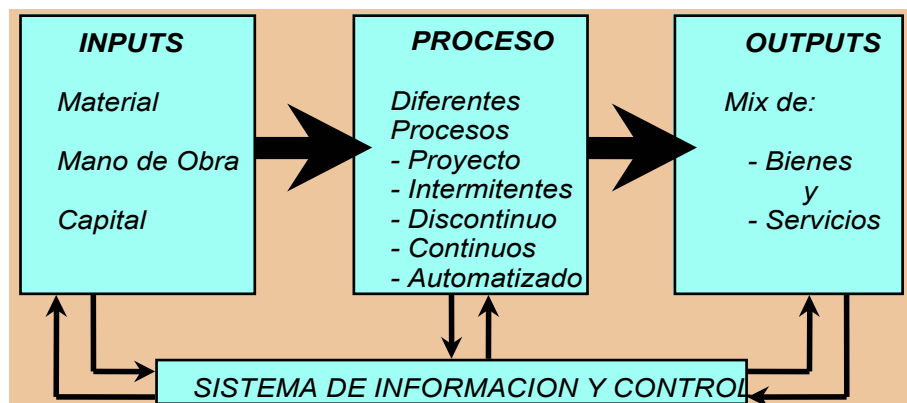 INPUTS
Material
Mano de Obra
Capital
PROCESO
Diferentes
Procesos
- Proyecto
- Intermitentes
- Discontinuo
- Continuos
- Automatizado
OUTPUTS
Mix de:
- Bienes
y
- Servicios
SISTEMA DE INFORMACION Y CONTROL